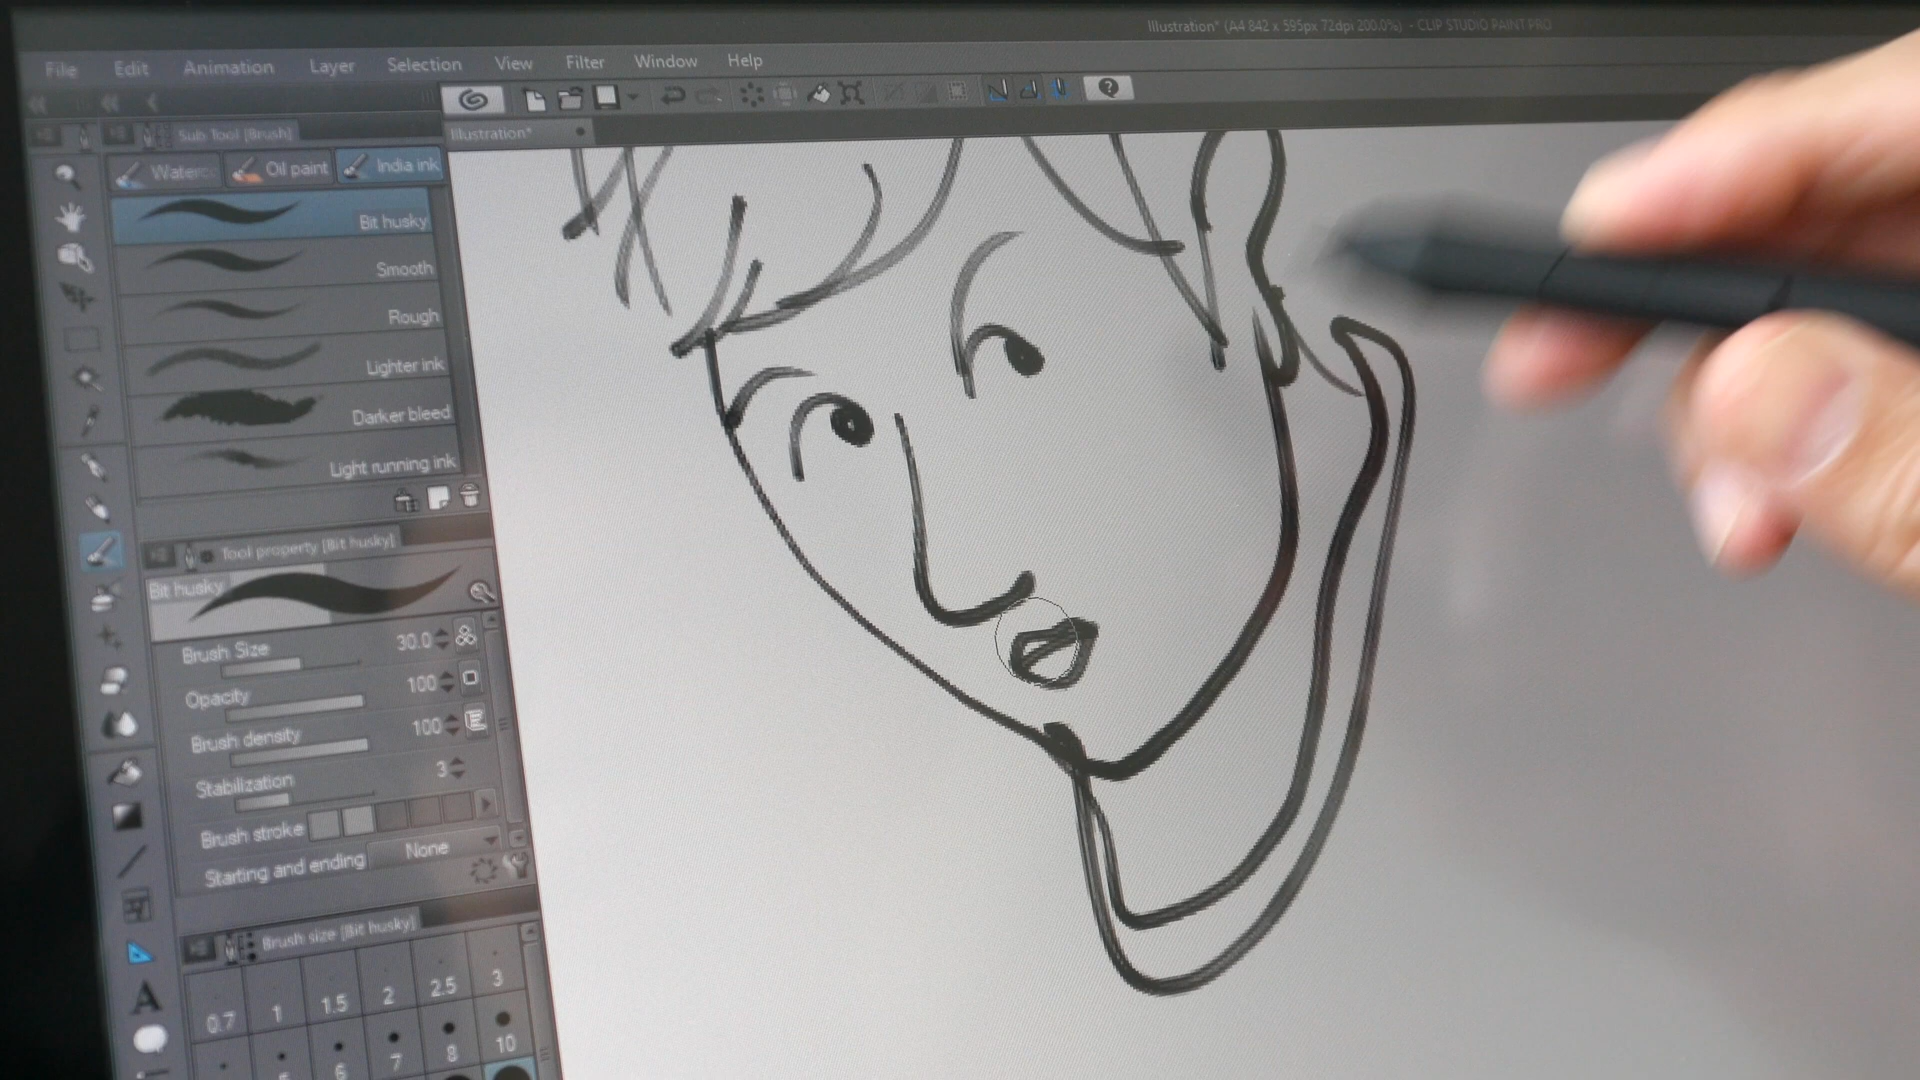 Illustration* (A4 842 x 595px 72dpi 200.0%) - CLIP STUDIO PAINT PRO
File Edit Animation Layer Selection View Filter Window Help
Sub Tool [Brush]
Illustration*
Oil paint India ink
Bit husky
Smooth
Rough
Lighter ink
Darker bleed
Light running ink
Tool property [Bit husky]
Bit husky
Brush Size 30.0
Opacity 100
Brush density 100
Stabilization 3
Brush stroke
Starting and ending None
Brush size [Bit husky]
0.7 1 1.5 2 2.5 3
6 7 8 10
A